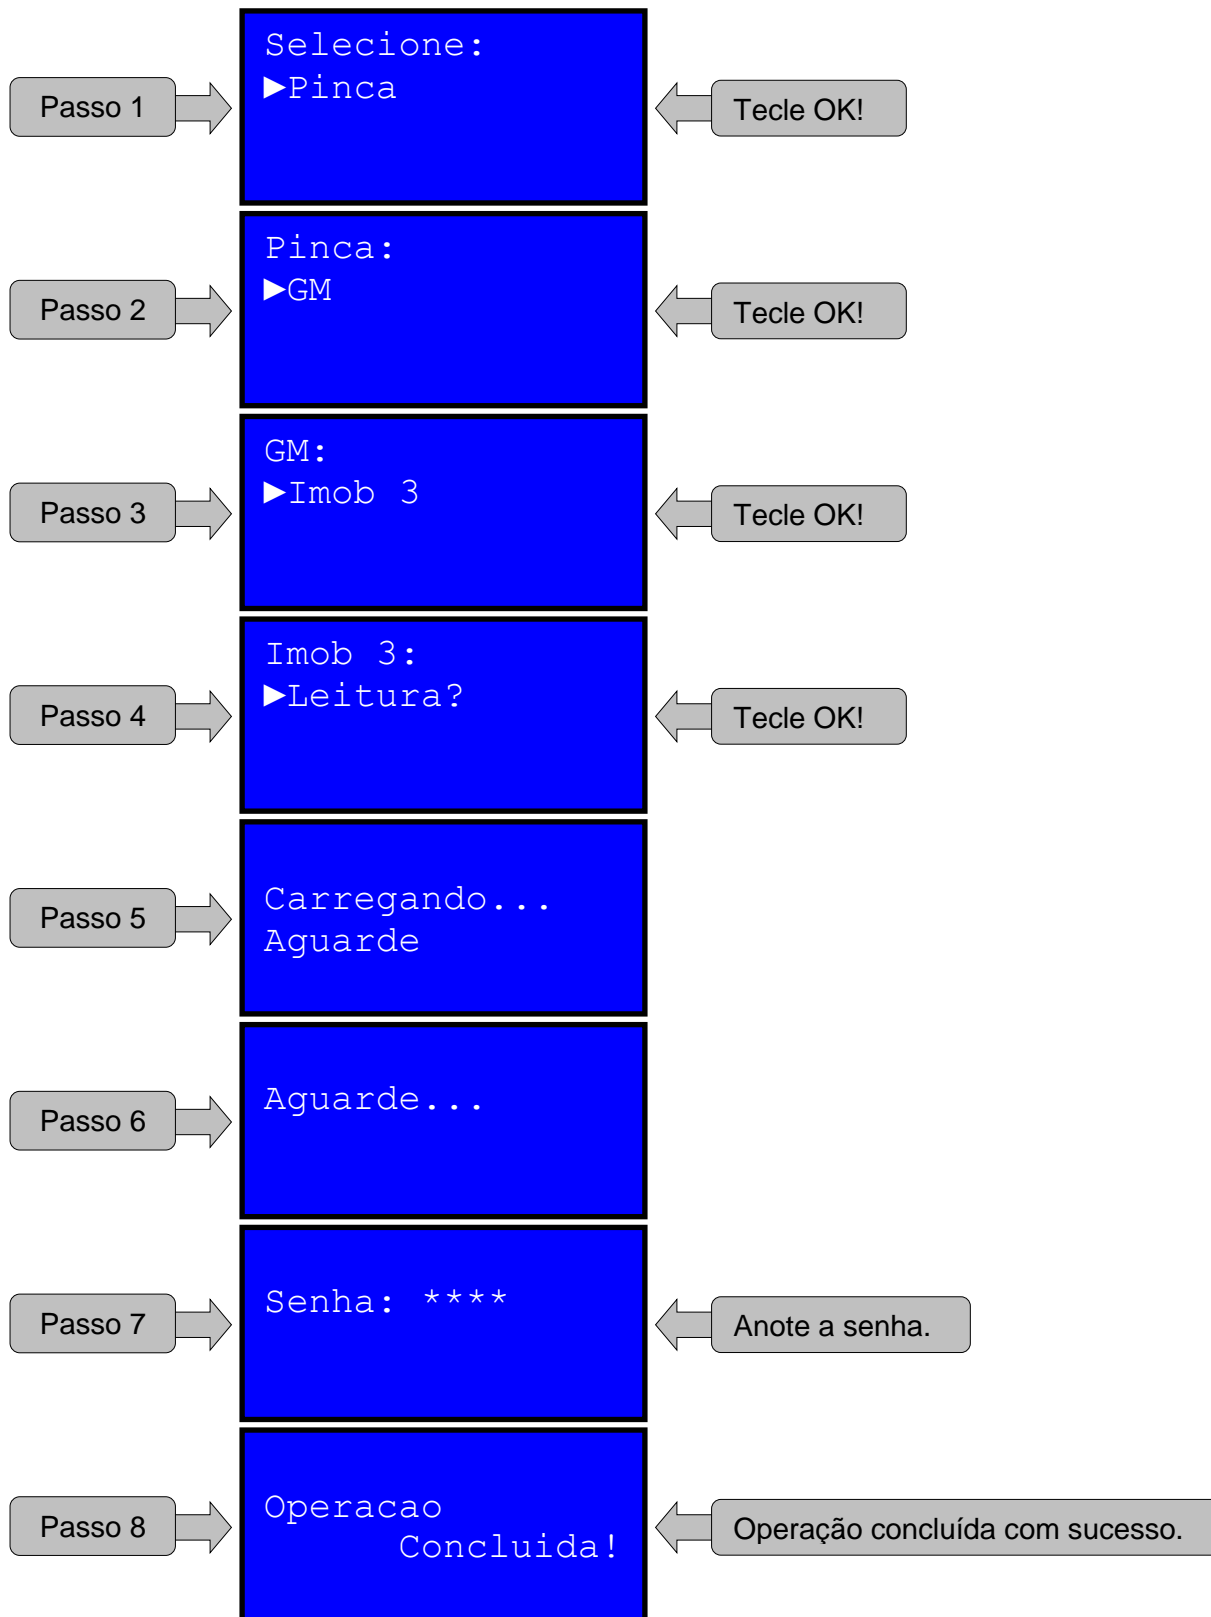 Passo 1
Selecione:
►Pinca
Tecle OK!
Passo 2
Pinca:
►GM
Tecle OK!
Passo 3
GM:
►Imob 3
Tecle OK!
Passo 4
Imob 3:
►Leitura?
Tecle OK!
Passo 5
Carregando...
Aguarde
Passo 6
Aguarde...
Passo 7
Senha: ****
Anote a senha.
Passo 8
Operacao
Concluida!
Operação concluída com sucesso.